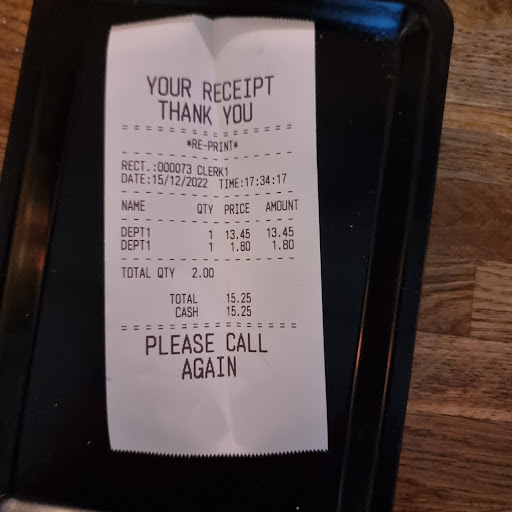 YOUR RECEIPT
THANK YOU
= = = = = = = = = = = = = = = =
*RE-PRINT*
- - - - - - - - - - - - - - - -
RECT.:000073 CLERK1
DATE:15/12/2022 TIME:17:34:17
- - - - - - - - - - - - - - - -
NAME QTY PRICE AMOUNT
- - - - - - - - - - - - - - - -
DEPT1 1 13.45 13.45
DEPT1 1 1.80 1.80
- - - - - - - - - - - - - - - -
TOTAL QTY 2.00
TOTAL 15.25
CASH 15.25
= = = = = = = = = = = = = = = =
PLEASE CALL
AGAIN